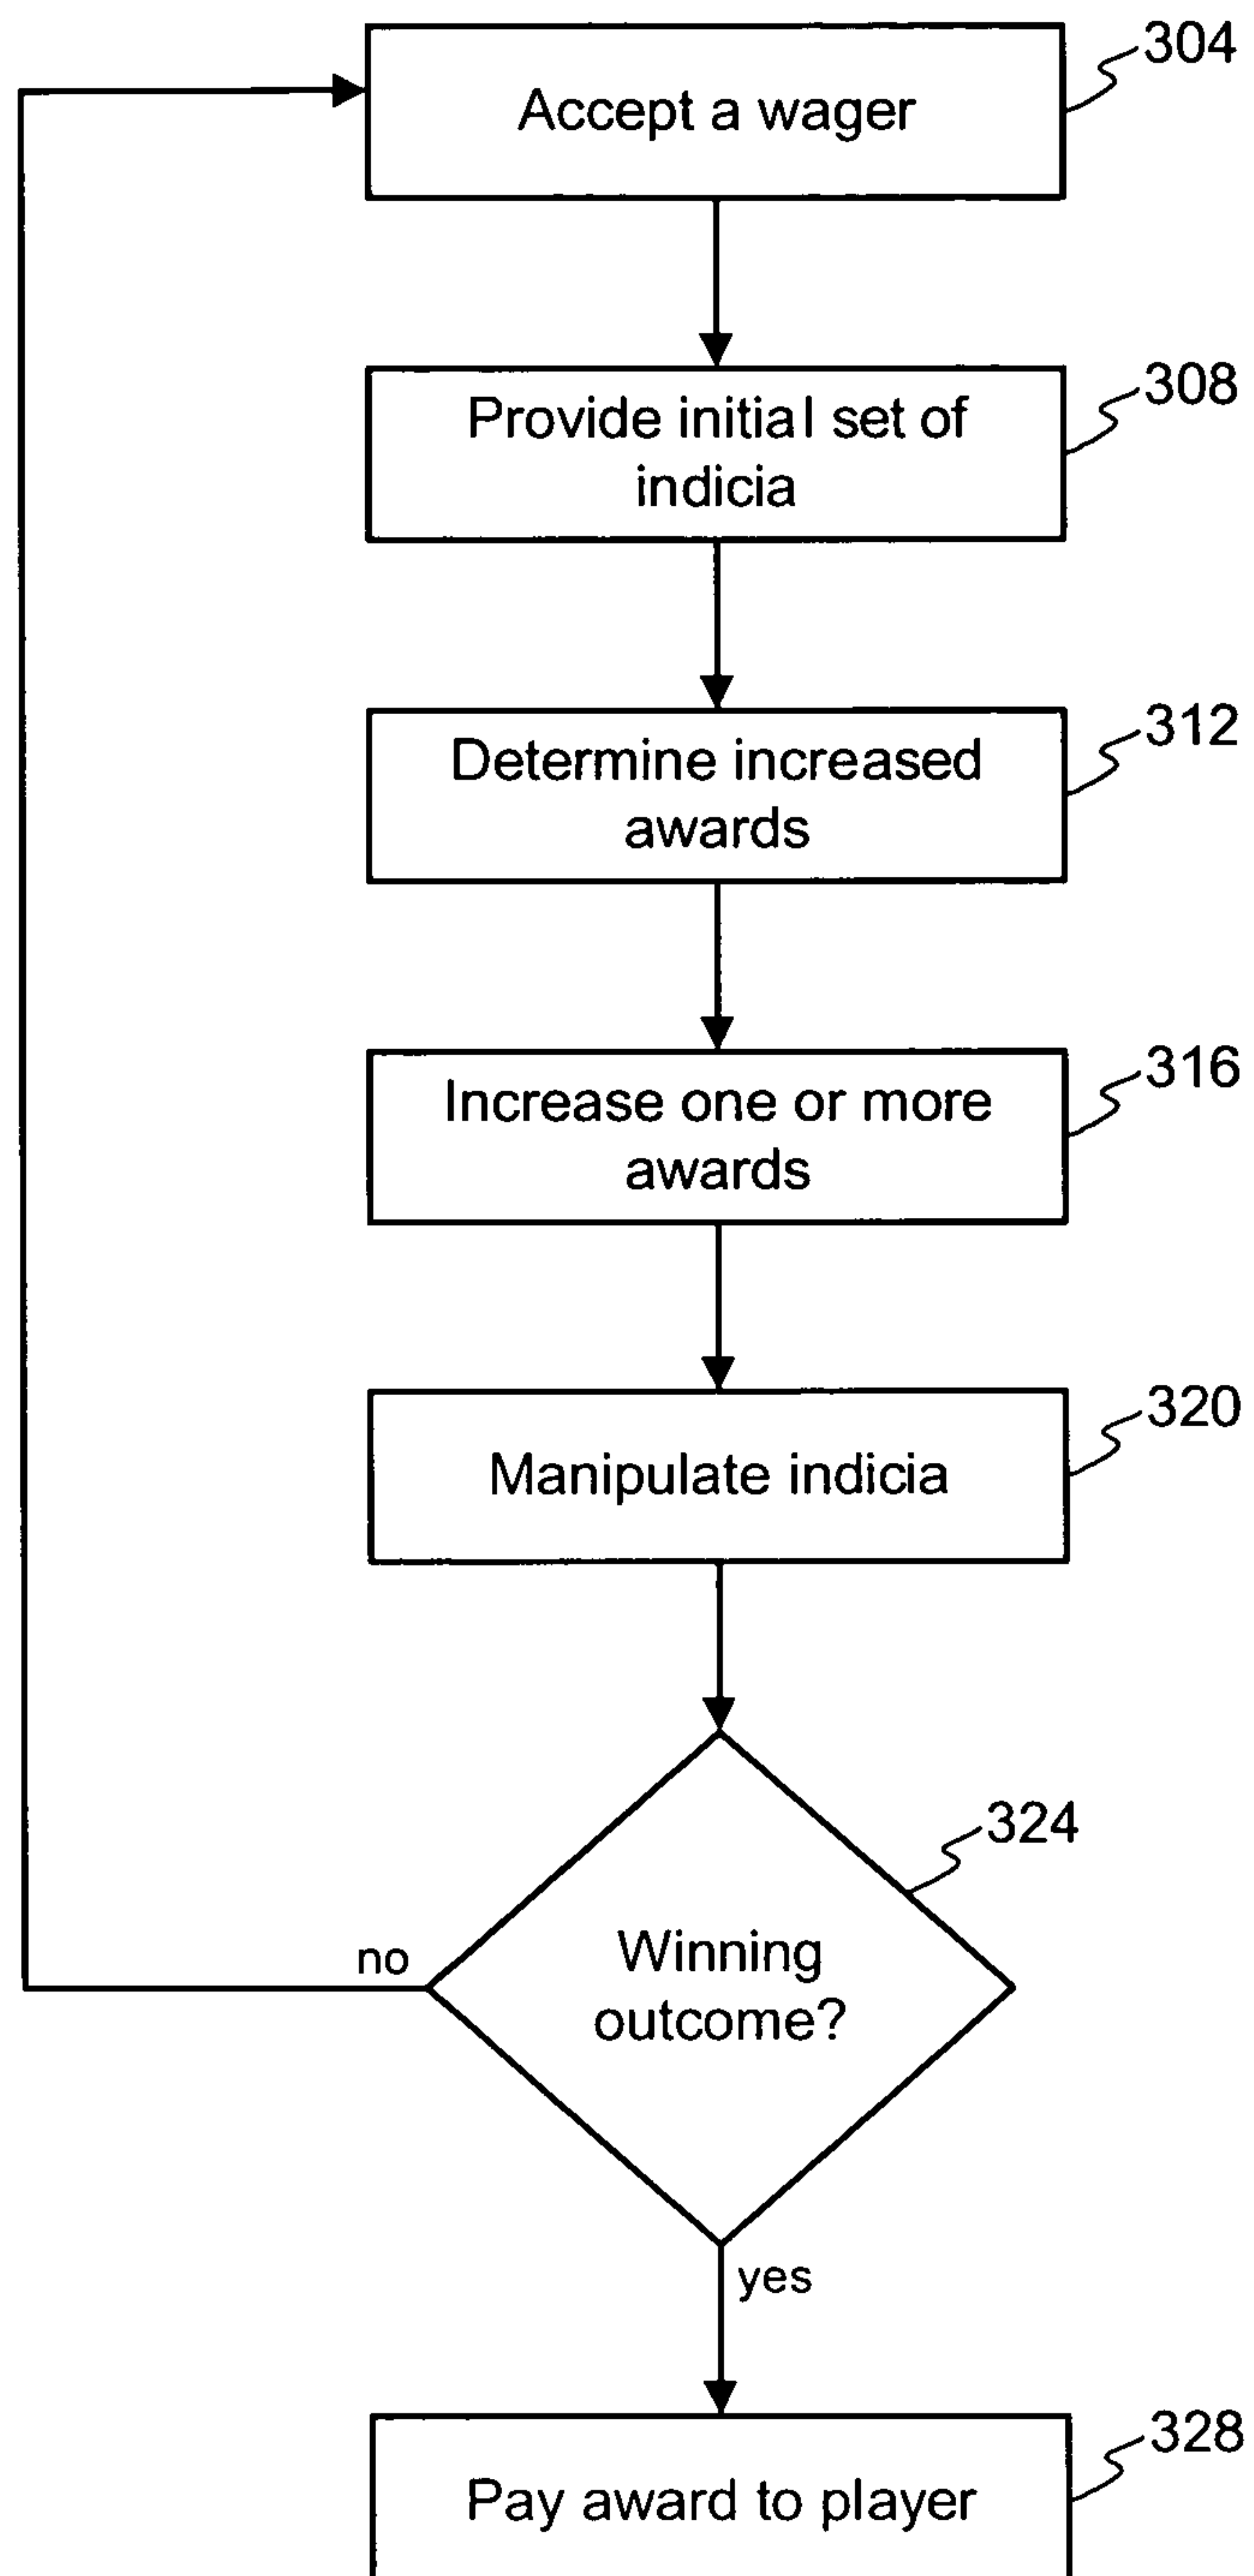 304
Accept a wager
308
Provide initial set of
indicia
312
Determine increased
awards
316
Increase one or more
awards
320
Manipulate indicia
324
Winning
outcome?
no
yes
328
Pay award to player